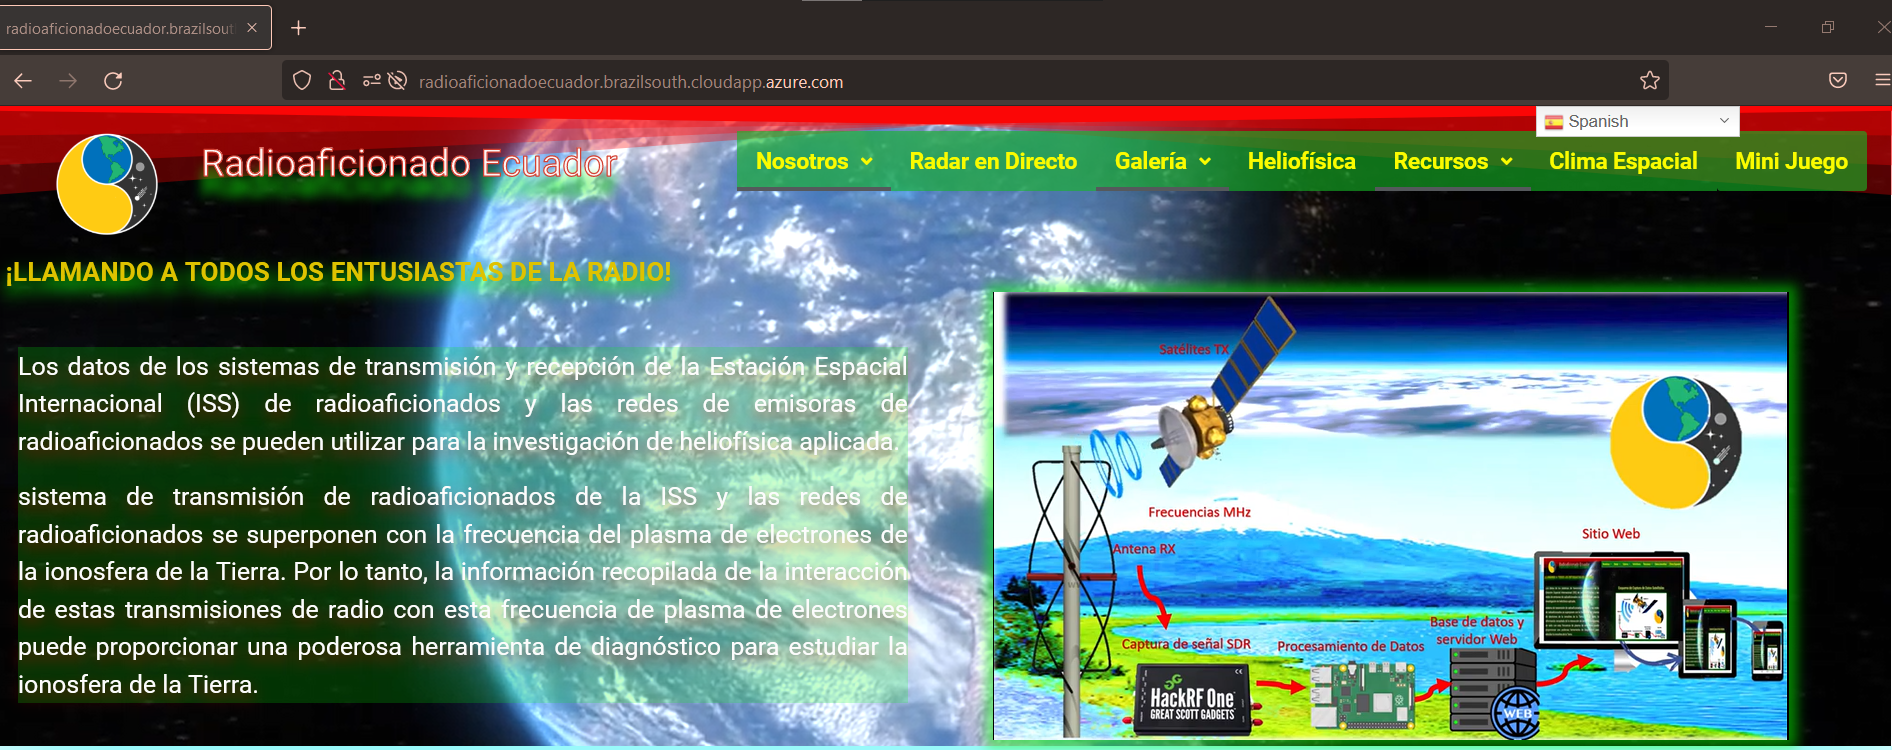 radioaficionadoecuador.brazilsout
radioaficionadoecuador.brazilsouth.cloudapp.azure.com
Spanish
Radioaficionado Ecuador
Nosotros Radar en Directo Galería Heliofísica Recursos Clima Espacial Mini Juego
¡LLAMANDO A TODOS LOS ENTUSIASTAS DE LA RADIO!
Los datos de los sistemas de transmisión y recepción de la Estación Espacial
Internacional (ISS) de radioaficionados y las redes de emisoras de
radioaficionados se pueden utilizar para la investigación de heliofísica aplicada.
sistema de transmisión de radioaficionados de la ISS y las redes de
radioaficionados se superponen con la frecuencia del plasma de electrones de
la ionosfera de la Tierra. Por lo tanto, la información recopilada de la interacción
de estas transmisiones de radio con esta frecuencia de plasma de electrones
puede proporcionar una poderosa herramienta de diagnóstico para estudiar la
ionosfera de la Tierra.
Satélites TX
Frecuencias MHz
Antena RX
Sitio Web
Captura de señal SDR
Procesamiento de Datos
Base de datos y
servidor Web
HackRF One
GREAT SCOTT GADGETS
WEB